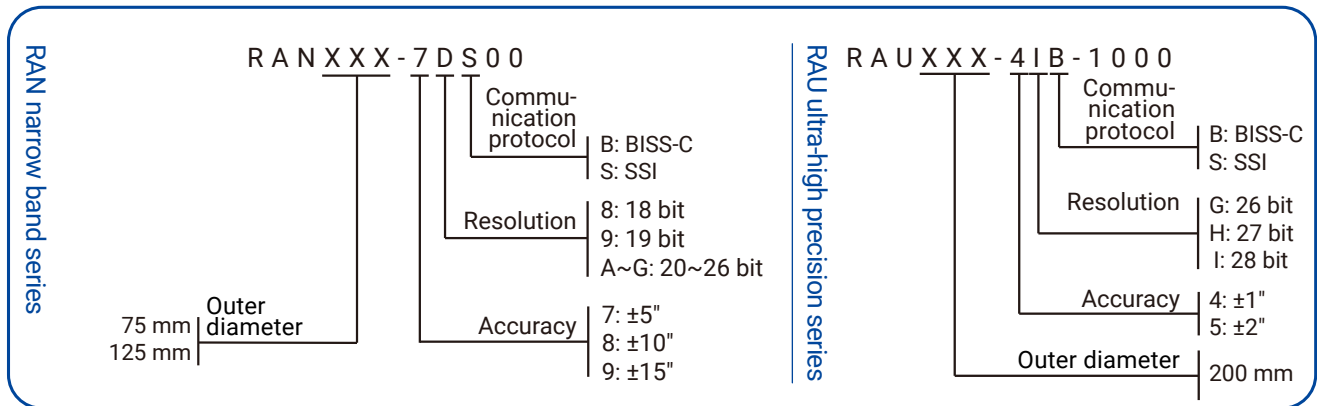 RAN narrow band series
RANXXX-7DS00
Commu-
nication
protocol
B: BISS-C
S: SSI
Resolution
8: 18 bit
9: 19 bit
A~G: 20~26 bit
Accuracy
7: ±5"
8: ±10"
9: ±15"
Outer
diameter
75 mm
125 mm
RAU ultra-high precision series
RAUXXX-4IB-1000
Commu-
nication
protocol
B: BISS-C
S: SSI
Resolution
G: 26 bit
H: 27 bit
I: 28 bit
Accuracy
4: ±1"
5: ±2"
Outer diameter
200 mm